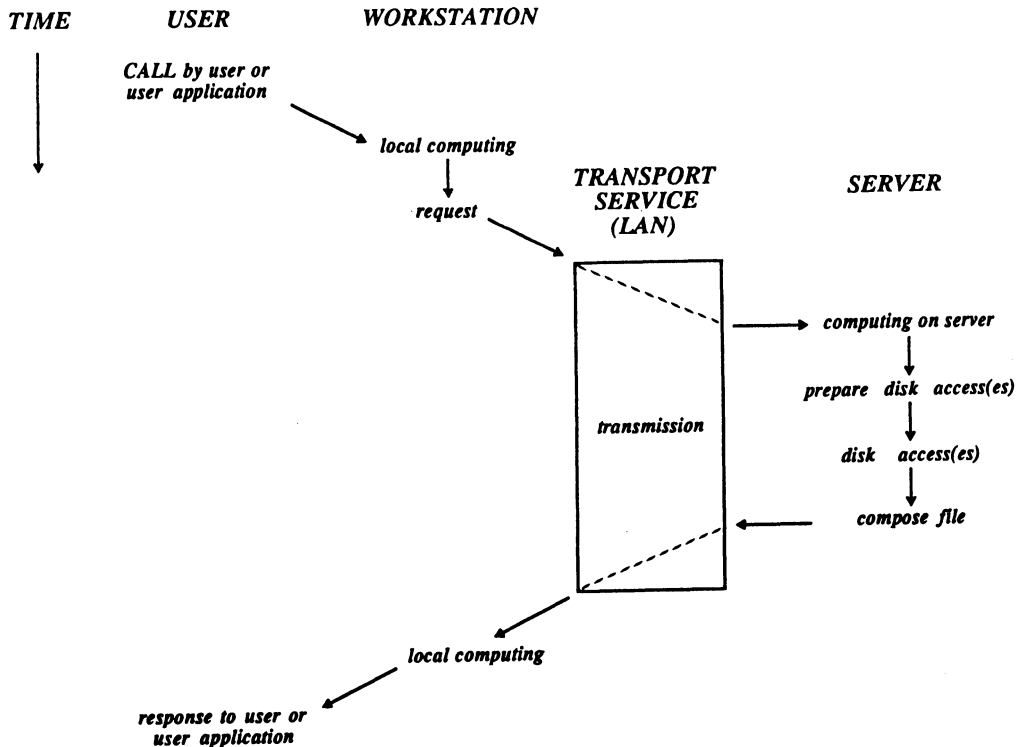 TIME USER WORKSTATION
CALL by user or
user application
local computing
request
TRANSPORT
SERVICE
(LAN)
SERVER
computing on server
prepare disk access(es)
transmission
disk access(es)
compose file
local computing
response to user or
user application